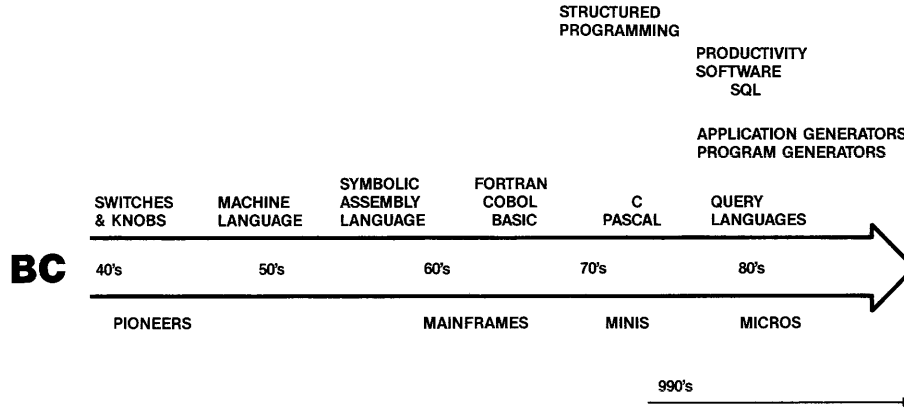 STRUCTURED
PROGRAMMING
PRODUCTIVITY
SOFTWARE
SQL
APPLICATION GENERATORS
PROGRAM GENERATORS
SWITCHES
& KNOBS
MACHINE
LANGUAGE
SYMBOLIC
ASSEMBLY
LANGUAGE
FORTRAN
COBOL
BASIC
C
PASCAL
QUERY
LANGUAGES
BC
40's
50's
60's
70's
80's
PIONEERS
MAINFRAMES
MINIS
MICROS
990's